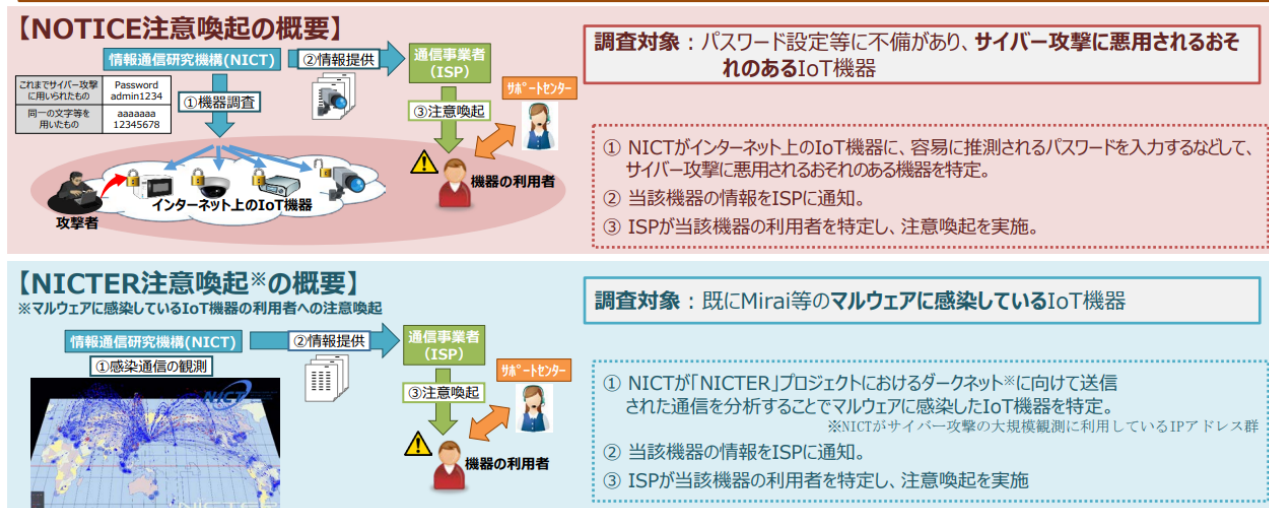 【NOTICE注意喚起の概要】
情報通信研究機構(NICT)
②情報提供
通信事業者
(ISP)
これまでサイバー攻撃
に用いられたもの
Password
admin1234
同一の文字等を
用いたもの
aaaaaaa
12345678
①機器調査
③注意喚起
サポートセンター
攻撃者
インターネット上のIoT機器
機器の利用者
調査対象：パスワード設定等に不備があり、サイバー攻撃に悪用されるおそ
れのあるIoT機器
① NICTがインターネット上のIoT機器に、容易に推測されるパスワードを入力するなどして、
サイバー攻撃に悪用されるおそれのある機器を特定。
② 当該機器の情報をISPに通知。
③ ISPが当該機器の利用者を特定し、注意喚起を実施。
【NICTER注意喚起※の概要】
※マルウェアに感染しているIoT機器の利用者への注意喚起
情報通信研究機構(NICT)
②情報提供
通信事業者
(ISP)
①感染通信の観測
NICT
③注意喚起
サポートセンター
機器の利用者
調査対象：既にMirai等のマルウェアに感染しているIoT機器
① NICTが「NICTER」プロジェクトにおけるダークネット※に向けて送信
された通信を分析することでマルウェアに感染したIoT機器を特定。
※NICTがサイバー攻撃の大規模観測に利用しているIPアドレス群
② 当該機器の情報をISPに通知。
③ ISPが当該機器の利用者を特定し、注意喚起を実施